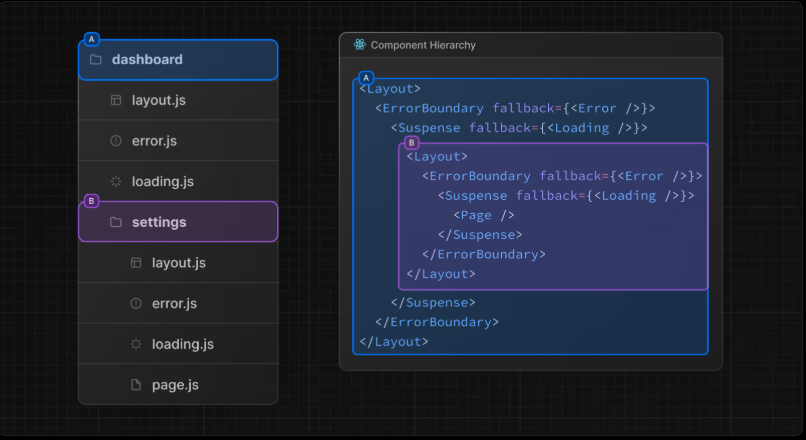 A
dashboard
layout.js
error.js
loading.js
B
settings
layout.js
error.js
loading.js
page.js
Component Hierarchy
A
<Layout>
<ErrorBoundary fallback={<Error />}>
<Suspense fallback={<Loading />}>
B
<Layout>
<ErrorBoundary fallback={<Error />}>
<Suspense fallback={<Loading />}>
<Page />
</Suspense>
</ErrorBoundary>
</Layout>
</Suspense>
</ErrorBoundary>
</Layout>